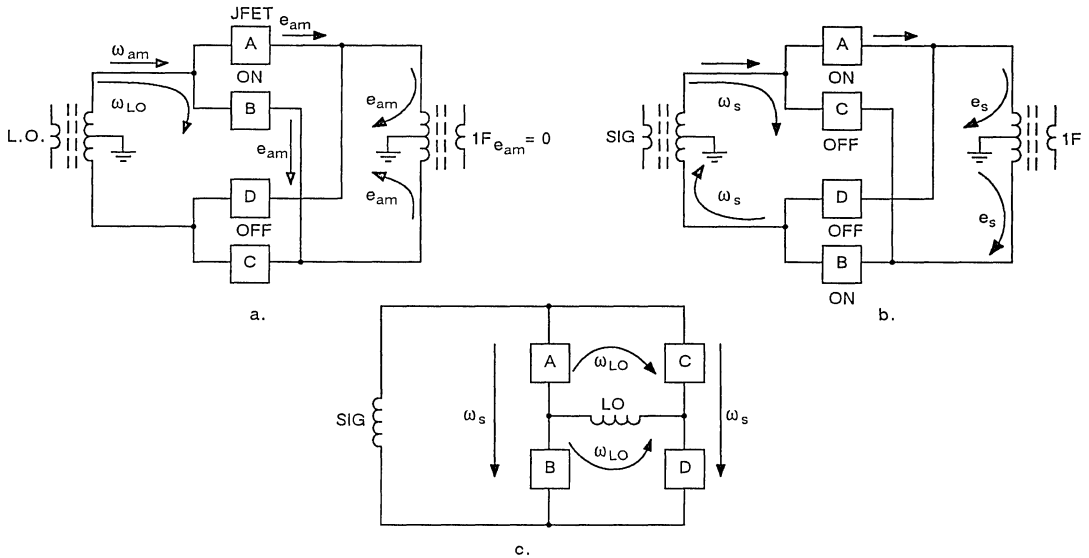 JFET
e_am
A
ω_am
ON
ω_LO
B
L.O.
e_am
e_am
1F e_am = 0
D
e_am
OFF
C
a.
A
ON
ω_s
C
e_s
SIG
OFF
1F
ω_s
D
OFF
e_s
B
ON
b.
A
ω_LO
C
SIG
ω_s
LO
ω_s
B
ω_LO
D
c.